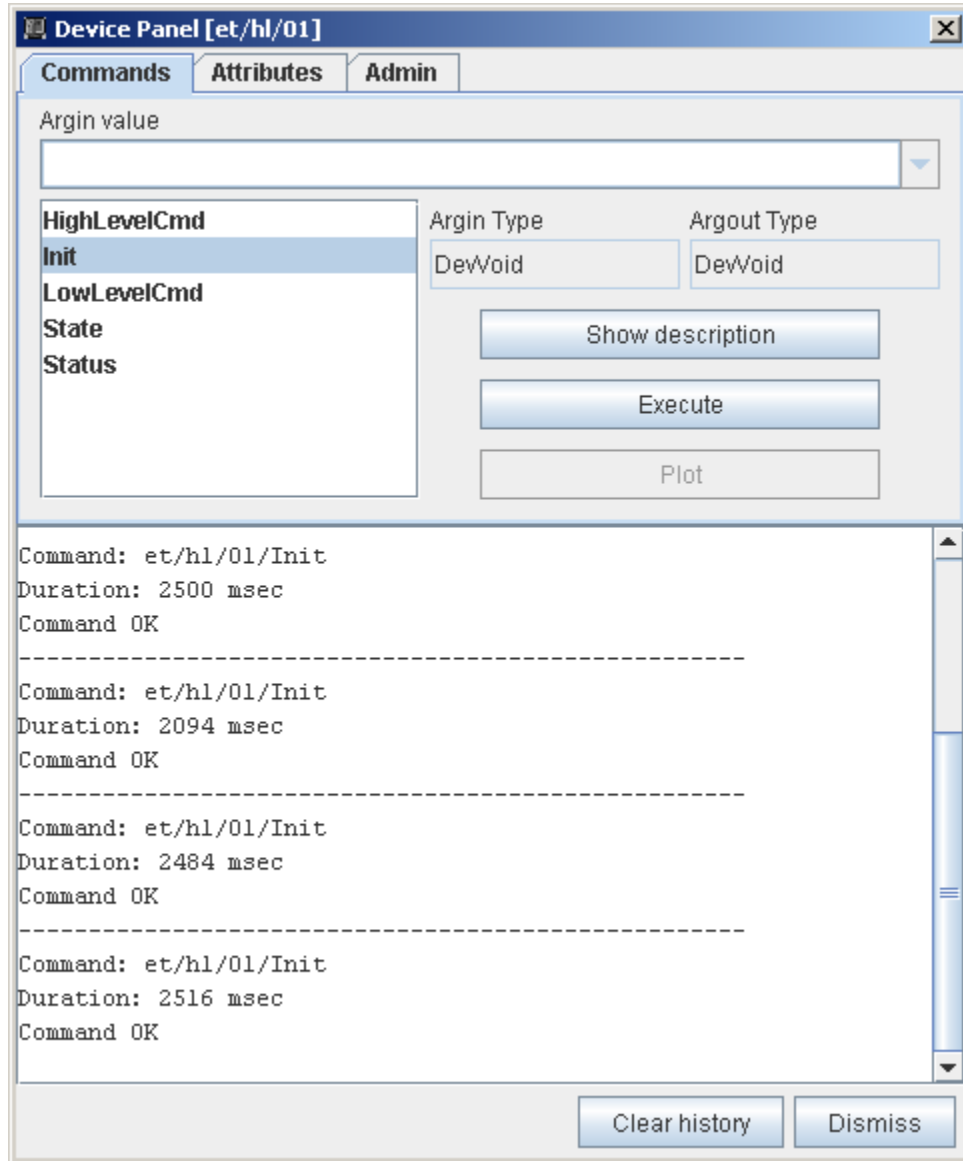 Device Panel [et/hl/01]
Commands Attributes Admin
Argin value
HighLevelCmd
Init
LowLevelCmd
State
Status
Argin Type Argout Type
DevVoid DevVoid
Show description
Execute
Plot
Command: et/hl/01/Init
Duration: 2500 msec
Command OK
----------------------------------------------------
Command: et/hl/01/Init
Duration: 2094 msec
Command OK
----------------------------------------------------
Command: et/hl/01/Init
Duration: 2484 msec
Command OK
----------------------------------------------------
Command: et/hl/01/Init
Duration: 2516 msec
Command OK
Clear history Dismiss